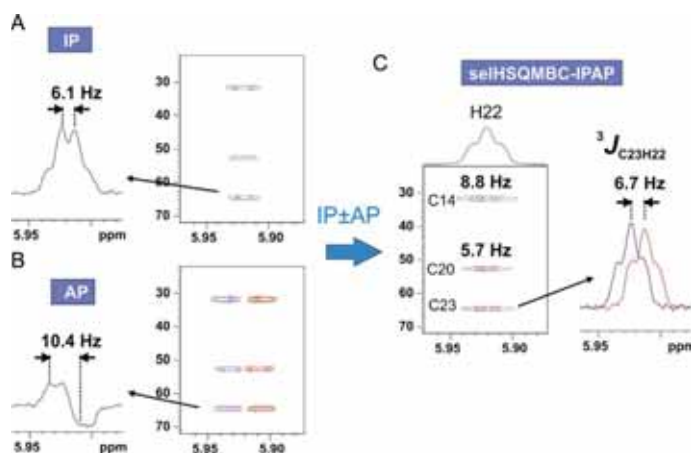 A
IP
6.1 Hz
5.95
ppm
30
40
50
60
70
5.95
5.90
B
AP
10.4 Hz
5.95
ppm
30
40
50
60
70
5.95
5.90
IP±AP
C
selHSQMBC-IPAP
H22
30
40
50
60
70
C14
8.8 Hz
5.7 Hz
C20
C23
5.95
5.90
³J C23H22
6.7 Hz
5.95
ppm